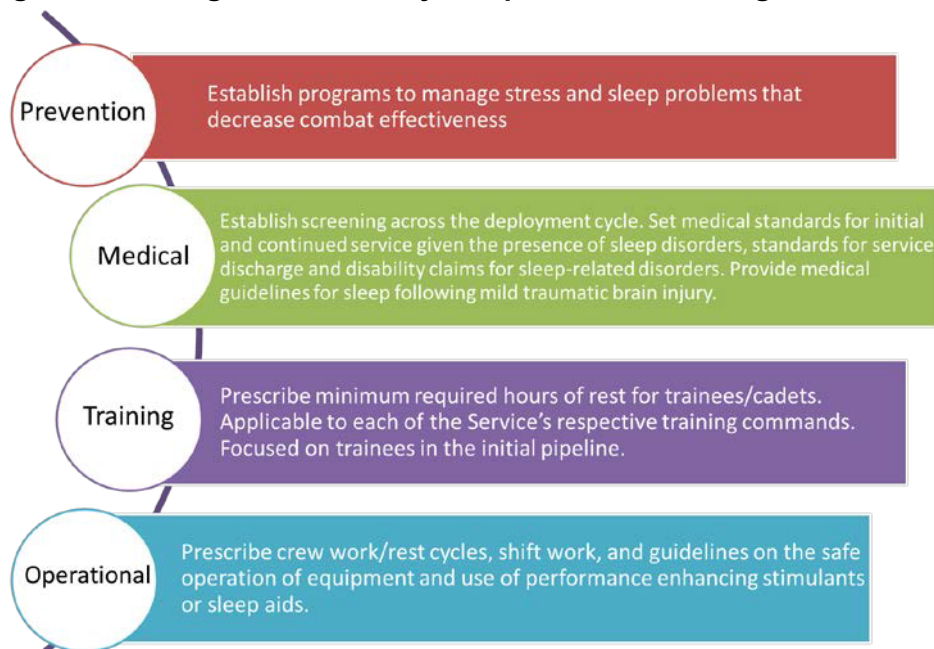 Prevention
Establish programs to manage stress and sleep problems that
decrease combat effectiveness
Medical
Establish screening across the deployment cycle. Set medical standards for initial
and continued service given the presence of sleep disorders, standards for service
discharge and disability claims for sleep-related disorders. Provide medical
guidelines for sleep following mild traumatic brain injury.
Training
Prescribe minimum required hours of rest for trainees/cadets.
Applicable to each of the Service's respective training commands.
Focused on trainees in the initial pipeline.
Operational
Prescribe crew work/rest cycles, shift work, and guidelines on the safe
operation of equipment and use of performance enhancing stimulants
or sleep aids.